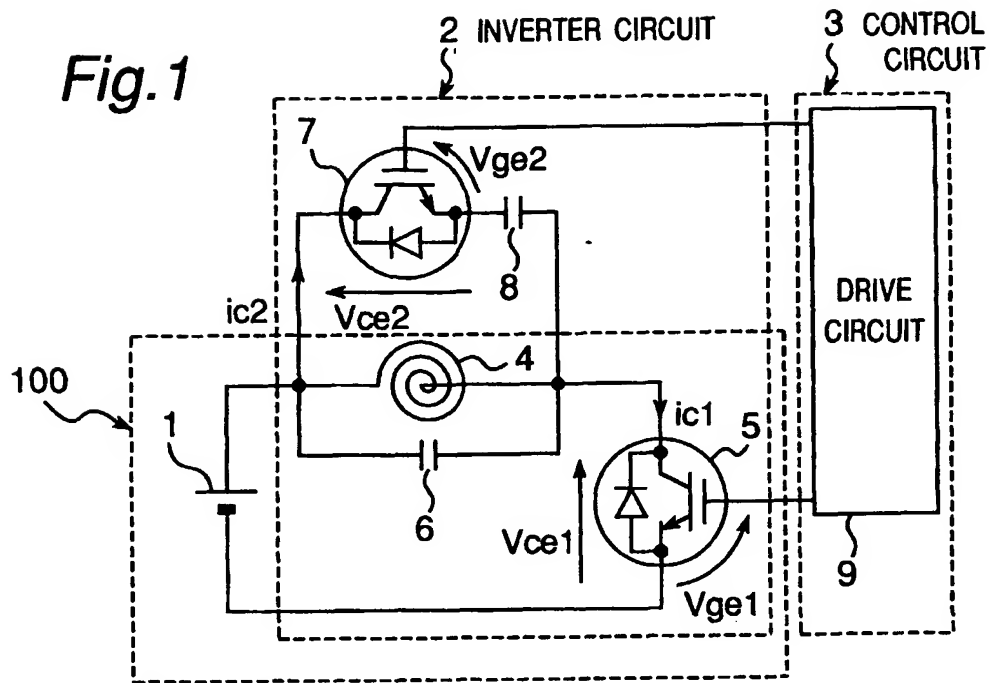 Fig.1
2 INVERTER CIRCUIT
3 CONTROL
CIRCUIT
7
Vge2
8
Vce2
ic2
DRIVE
CIRCUIT
4
100
1
ic1
5
6
Vce1
Vge1
9